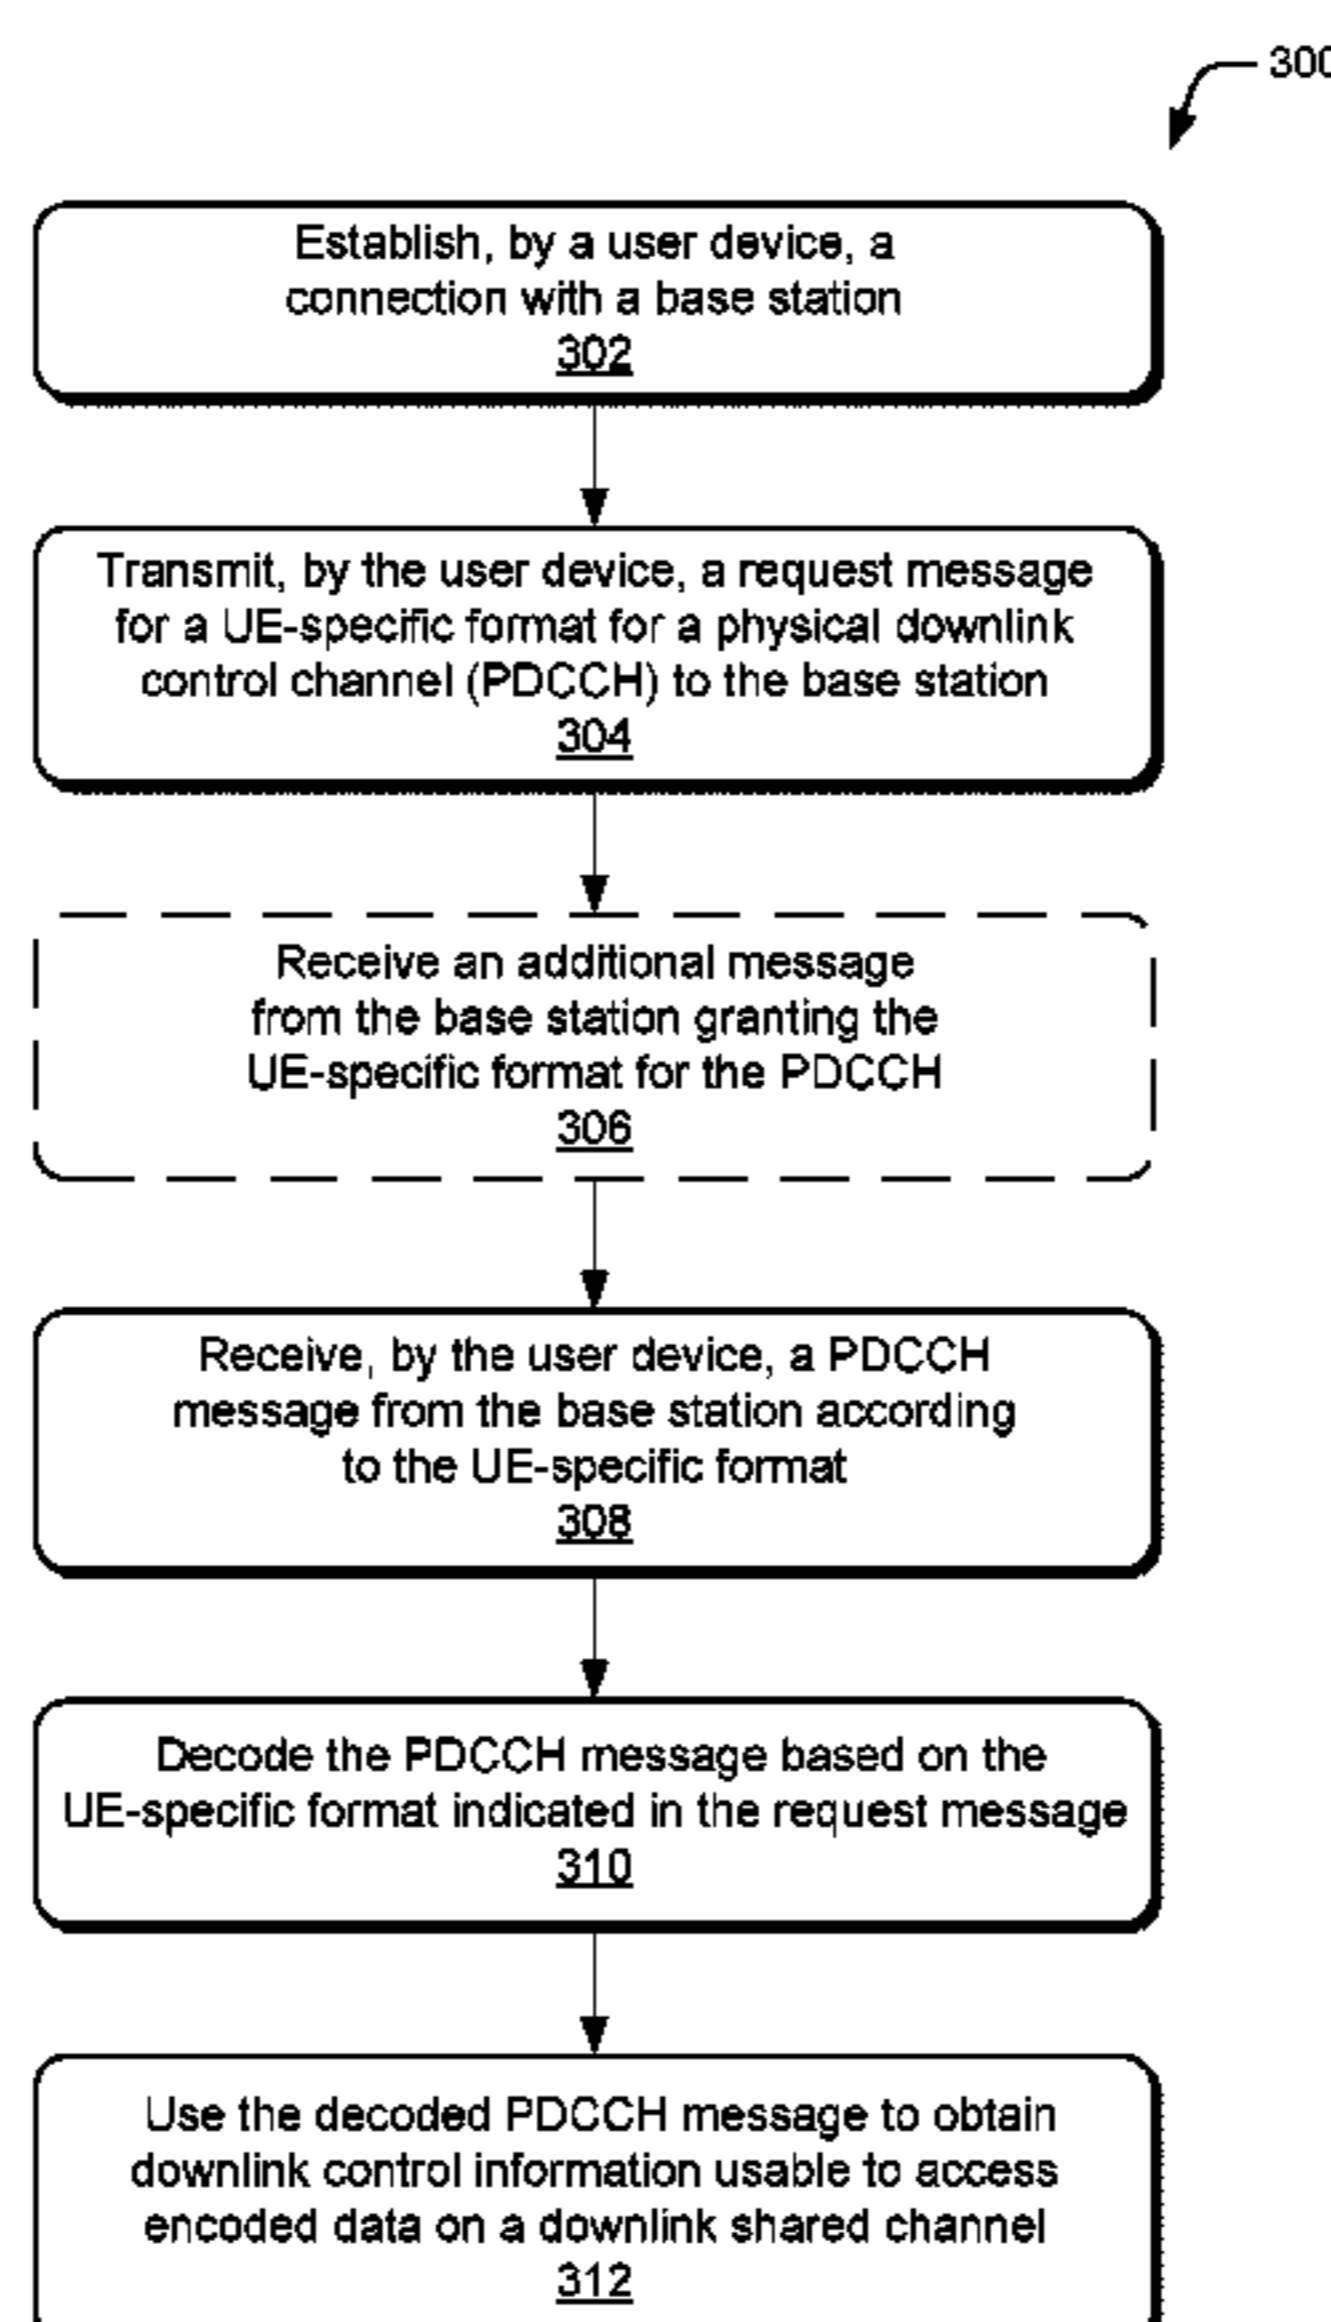 300
Establish, by a user device, a
connection with a base station
302
Transmit, by the user device, a request message
for a UE-specific format for a physical downlink
control channel (PDCCH) to the base station
304
Receive an additional message
from the base station granting the
UE-specific format for the PDCCH
306
Receive, by the user device, a PDCCH
message from the base station according
to the UE-specific format
308
Decode the PDCCH message based on the
UE-specific format indicated in the request message
310
Use the decoded PDCCH message to obtain
downlink control information usable to access
encoded data on a downlink shared channel
312